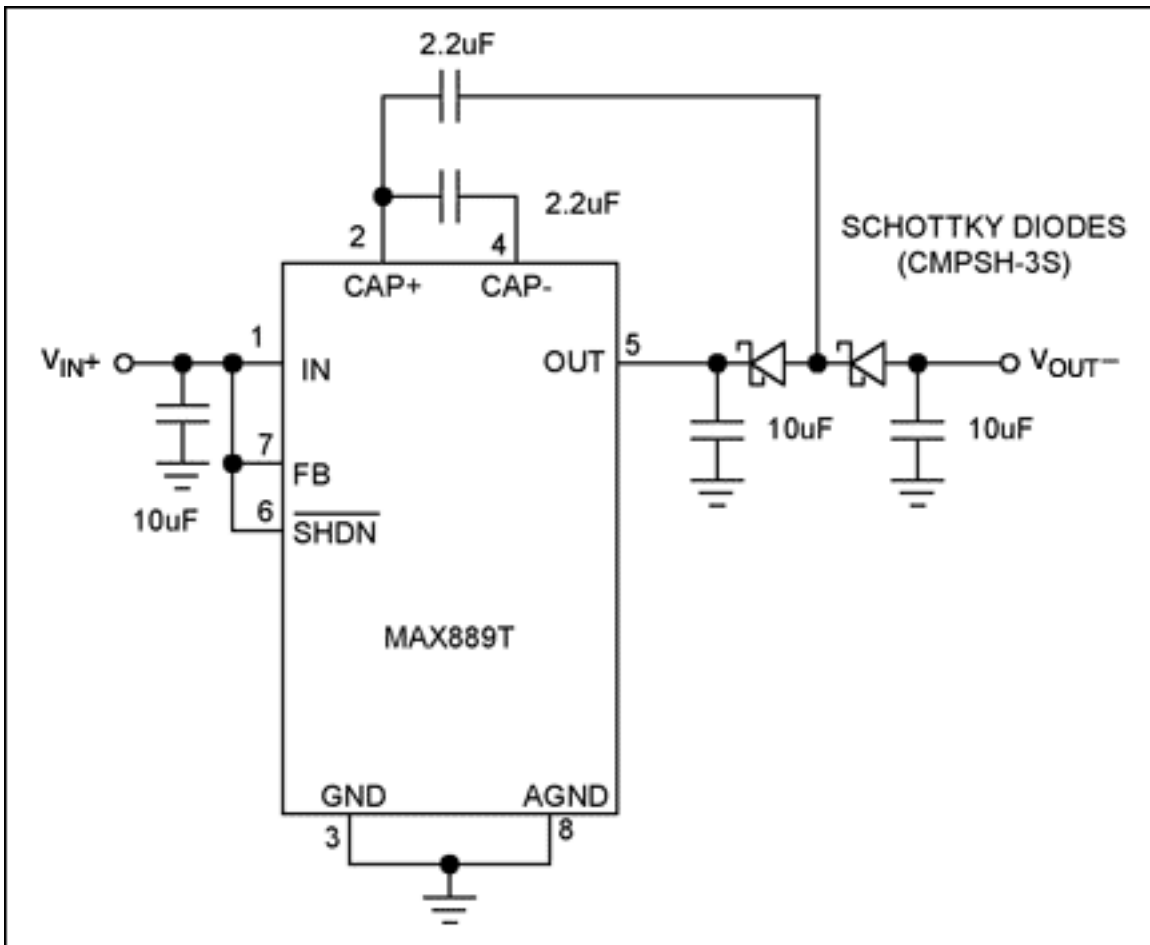 2.2uF
2.2uF
SCHOTTKY DIODES
(CMPSH-3S)
2
4
CAP+
CAP-
VIN+
1
IN
OUT
5
VOUT−
10uF
7
FB
6
SHDN
10uF
10uF
MAX889T
GND
AGND
3
8